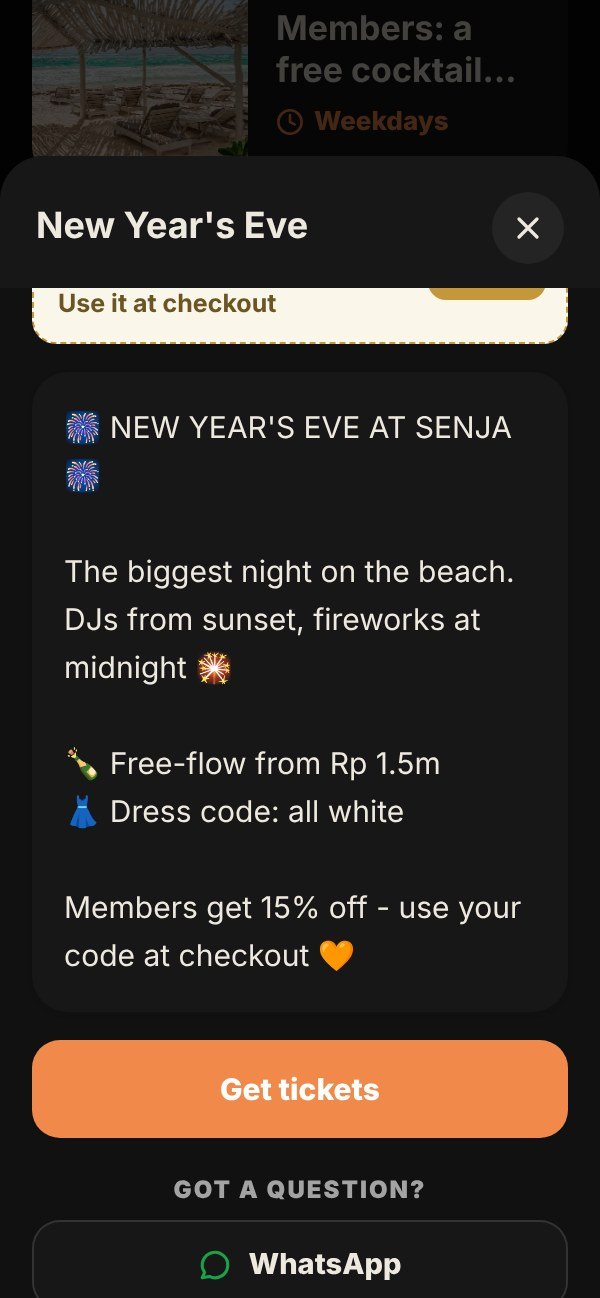 Members: a
free cocktail...
Weekdays
New Year's Eve
Use it at checkout
🎆 NEW YEAR'S EVE AT SENJA
🎆
The biggest night on the beach.
DJs from sunset, fireworks at
midnight 🎇
🍾 Free-flow from Rp 1.5m
👗 Dress code: all white
Members get 15% off - use your
code at checkout 🧡
Get tickets
GOT A QUESTION?
WhatsApp